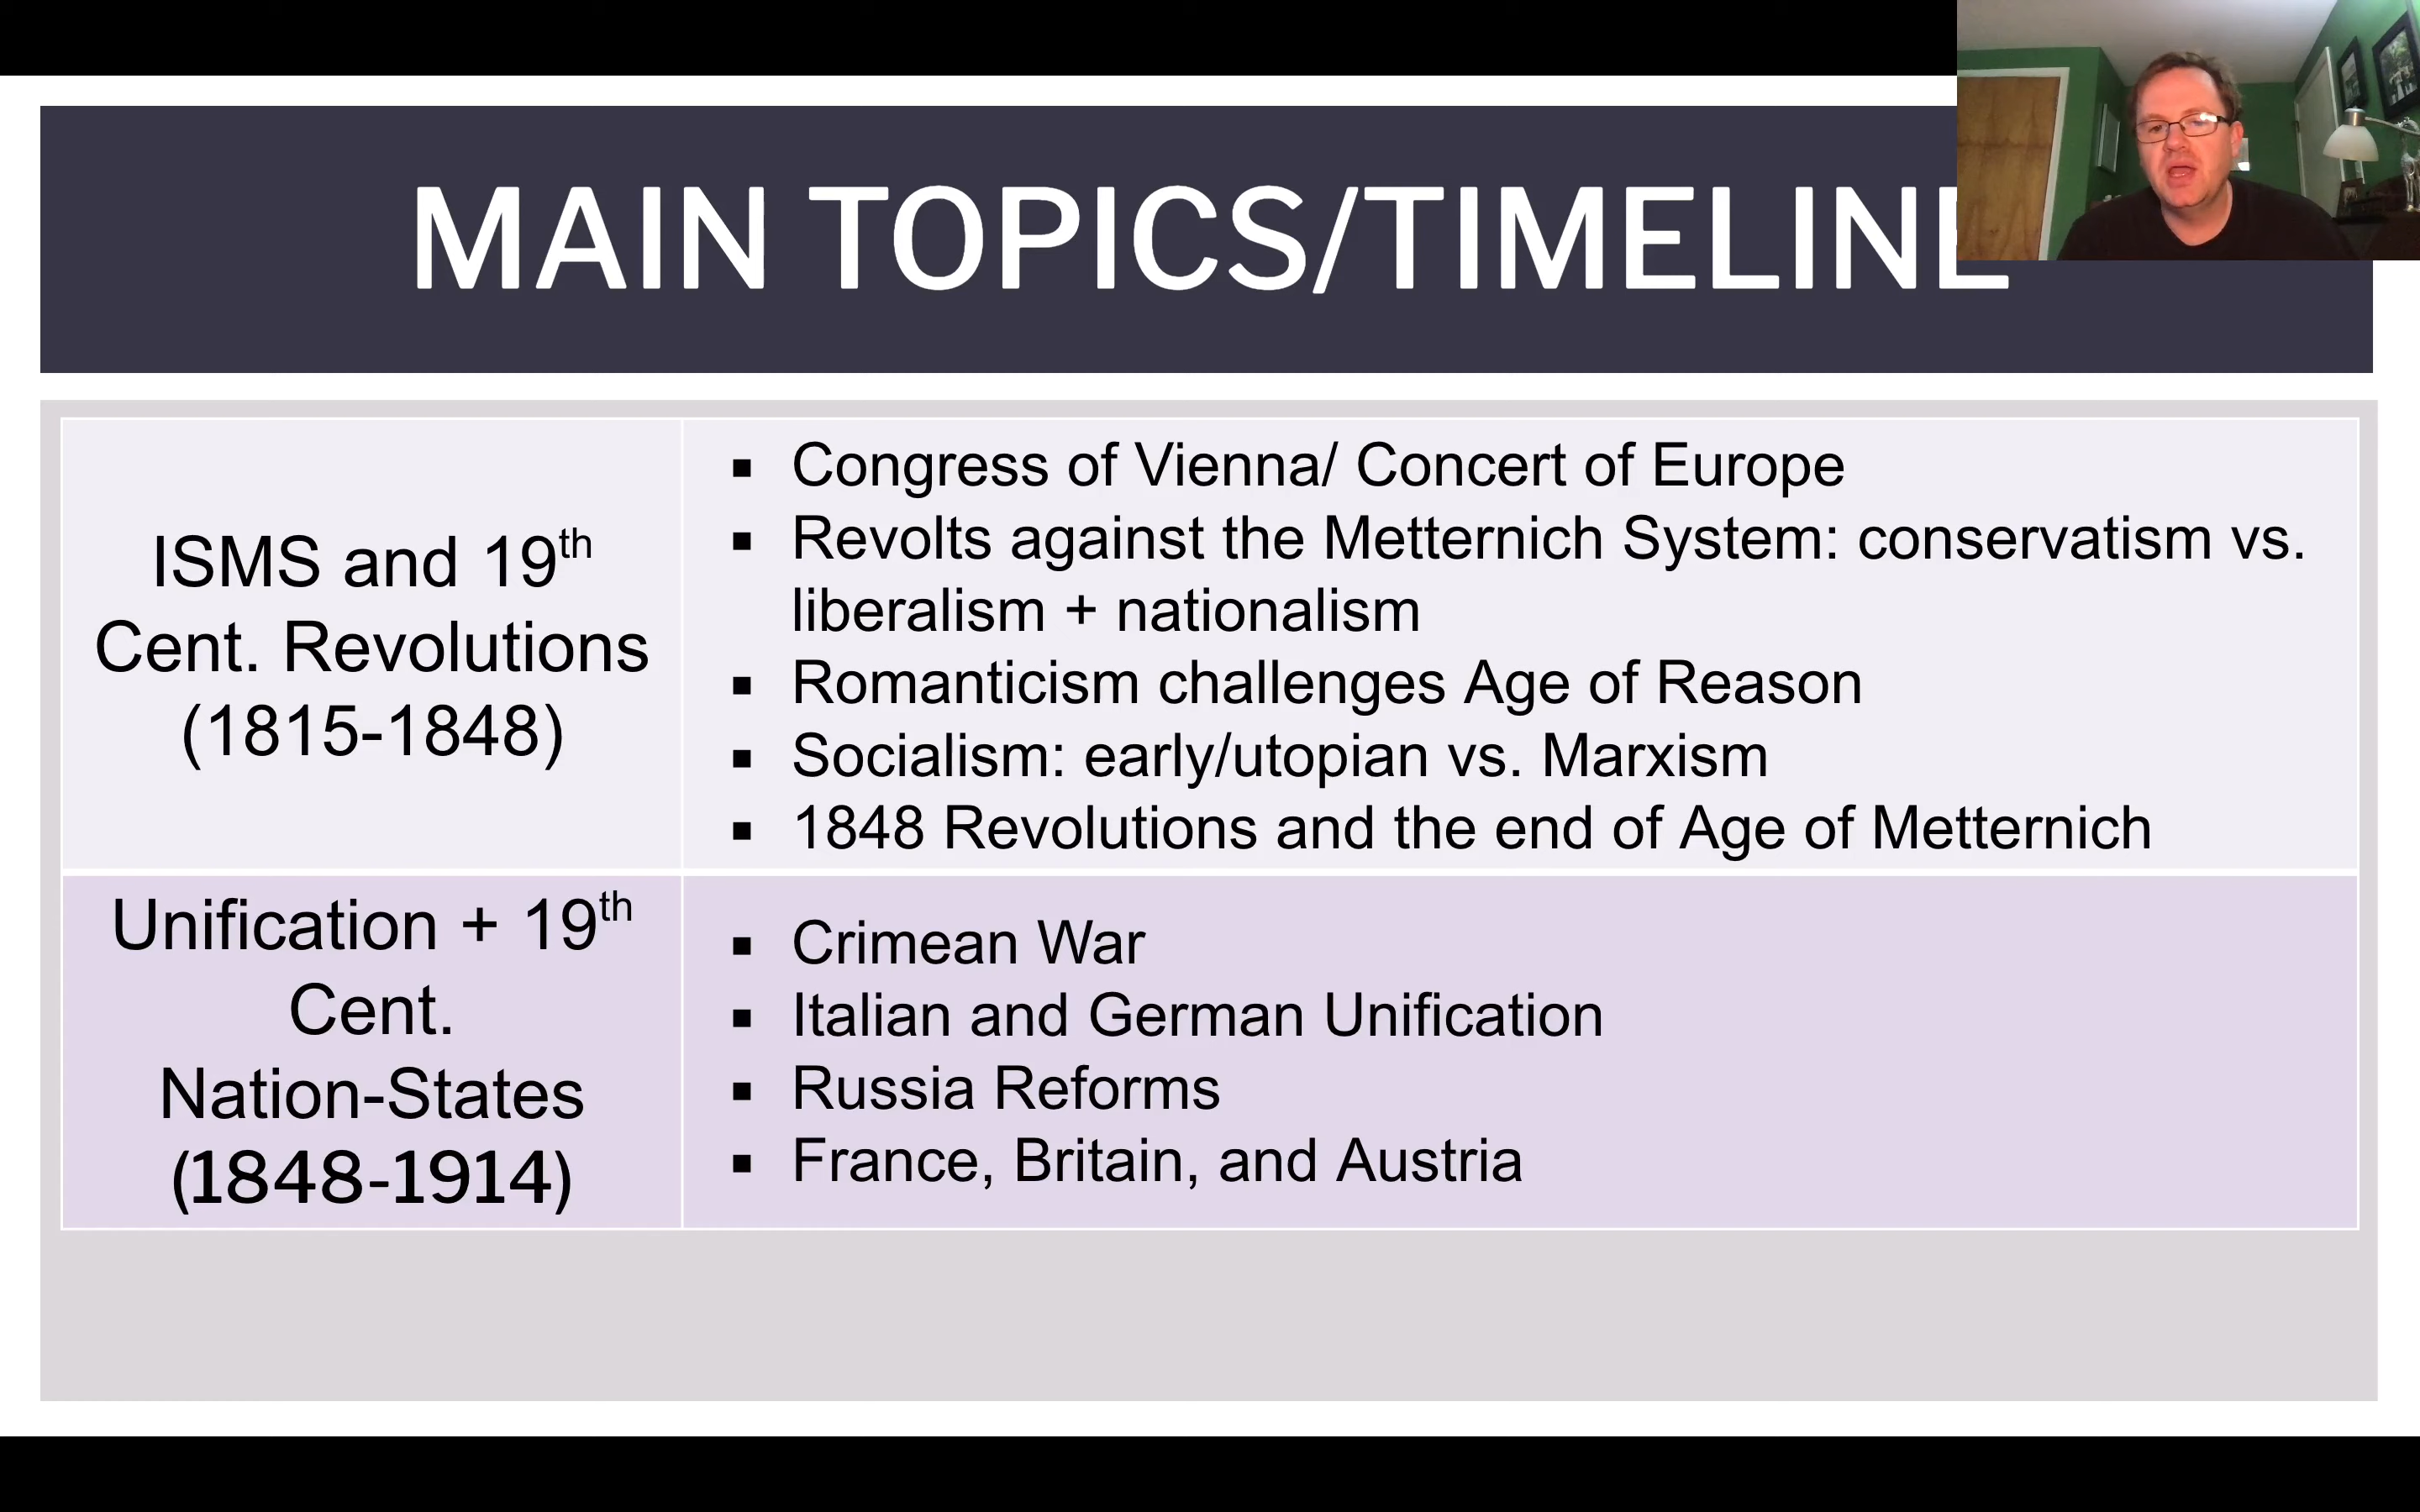 MAIN TOPICS/TIMELINE
ISMS and 19th
Cent. Revolutions
(1815-1848)
▪ Congress of Vienna/ Concert of Europe
▪ Revolts against the Metternich System: conservatism vs.
liberalism + nationalism
▪ Romanticism challenges Age of Reason
▪ Socialism: early/utopian vs. Marxism
▪ 1848 Revolutions and the end of Age of Metternich
Unification + 19th
Cent.
Nation-States
(1848-1914)
▪ Crimean War
▪ Italian and German Unification
▪ Russia Reforms
▪ France, Britain, and Austria